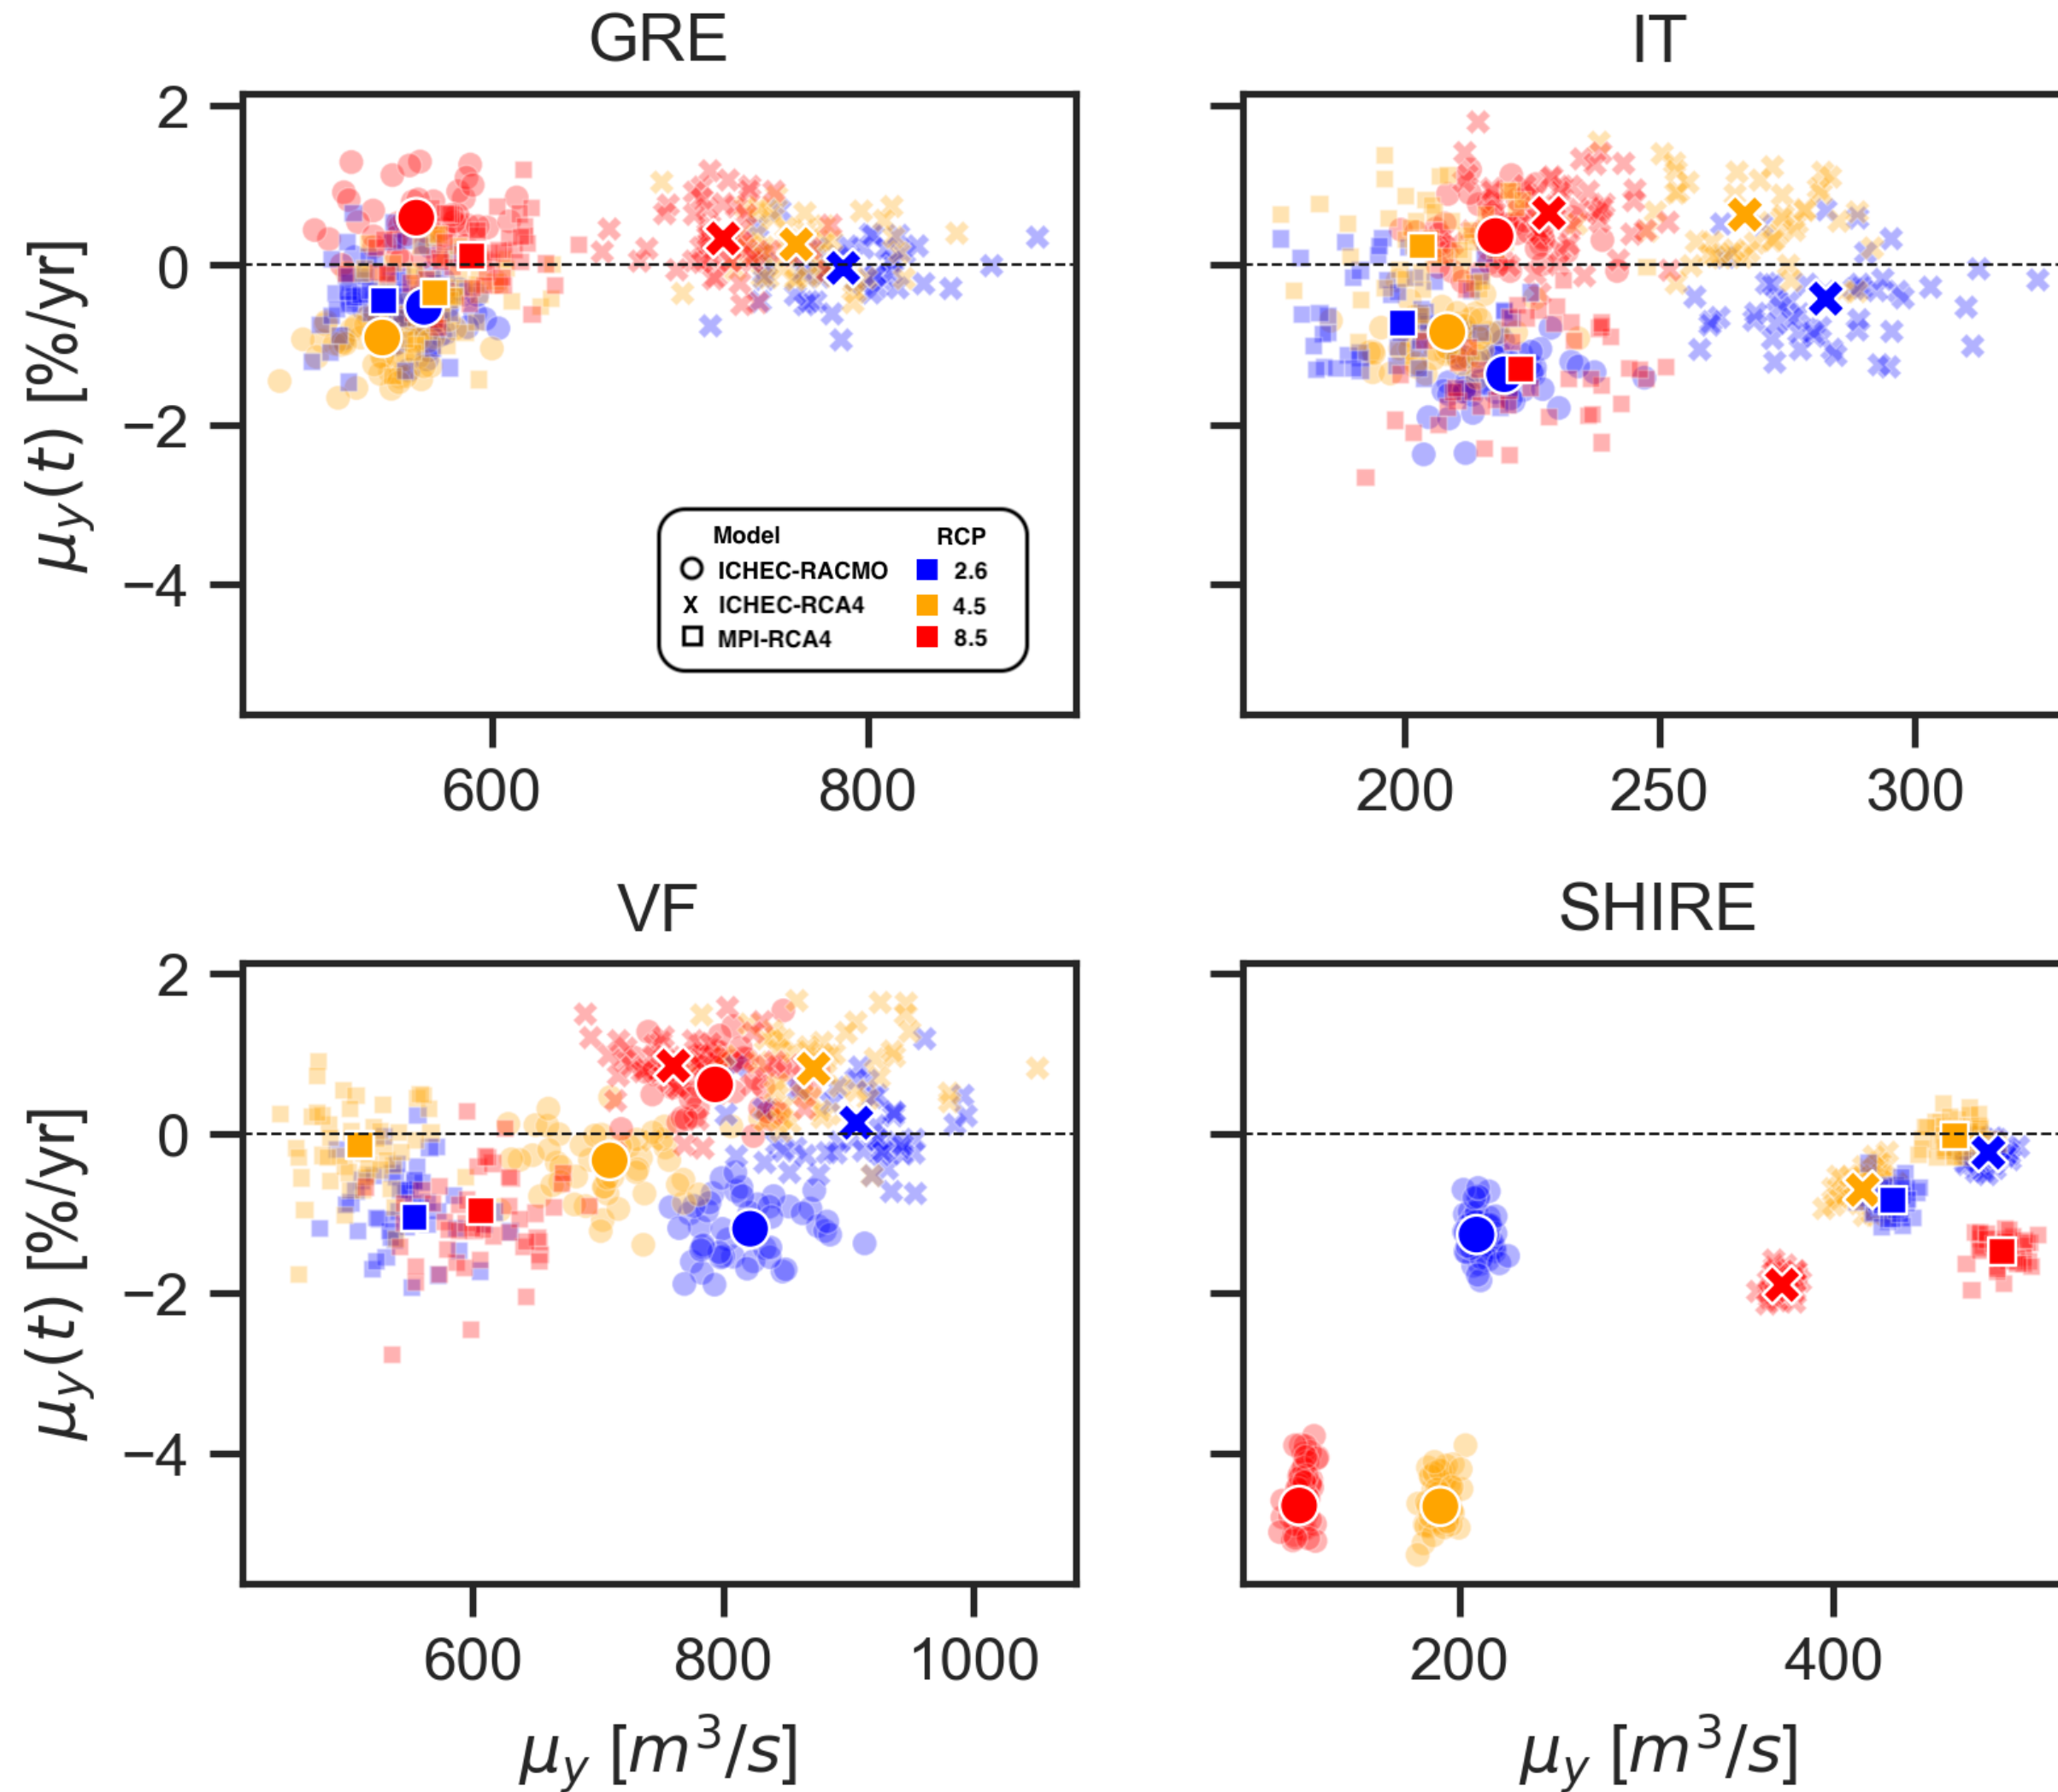 GRE
IT
2
0
−2
−4
μy(t) [%/yr]
Model RCP
ICHEC-RACMO 2.6
X ICHEC-RCA4 4.5
MPI-RCA4 8.5
600 800
200 250 300
VF
SHIRE
2
0
−2
−4
μy(t) [%/yr]
600 800 1000
200 400
μy [m³/s]
μy [m³/s]